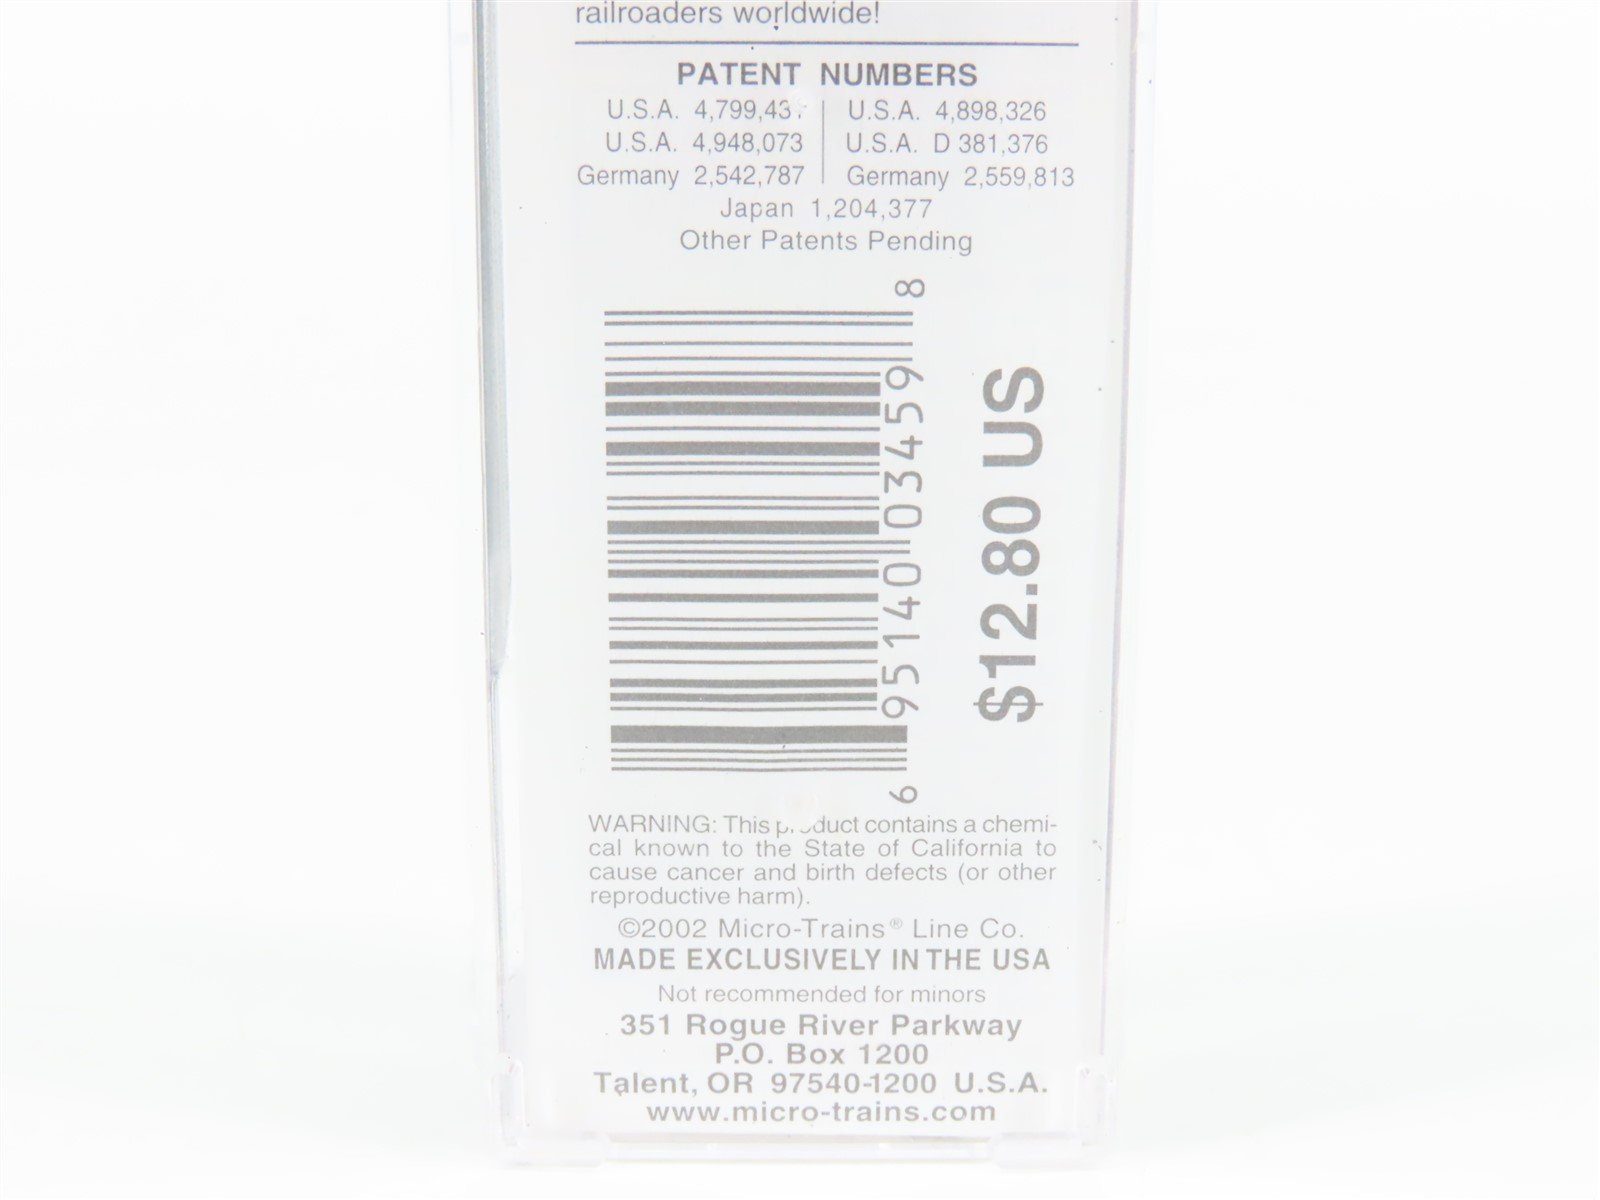 railroaders worldwide!
PATENT NUMBERS
U.S.A. U.S.A. 4,898,326
U.S.A. 4,948,073 U.S.A. D 381,376
Germany 2,542,787 Germany 2,559,813
Japan 1,204,377
Other Patents Pending
6 95140 03459 8
$12.80 US
WARNING: This product contains a chemi-
cal known to the State of California to
cause cancer and birth defects (or other
reproductive harm).
©2002 Micro-Trains® Line Co.
MADE EXCLUSIVELY IN THE USA
Not recommended for minors
351 Rogue River Parkway
P.O. Box 1200
Talent, OR 97540-1200 U.S.A.
www.micro-trains.com